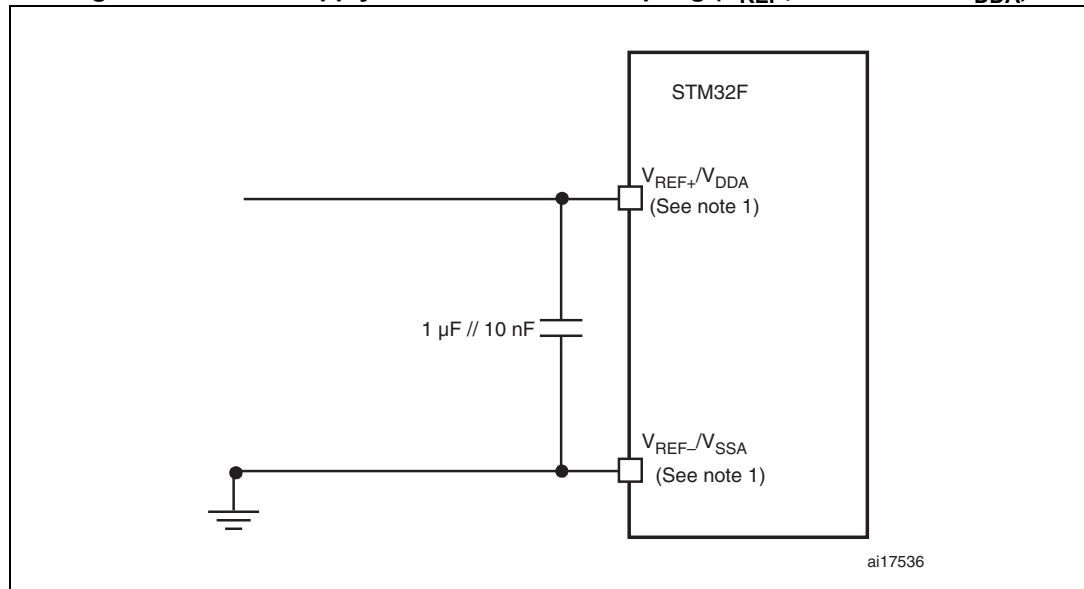 STM32F
VREF+/VDDA
(See note 1)
1 µF // 10 nF
VREF–/VSSA
(See note 1)
ai17536